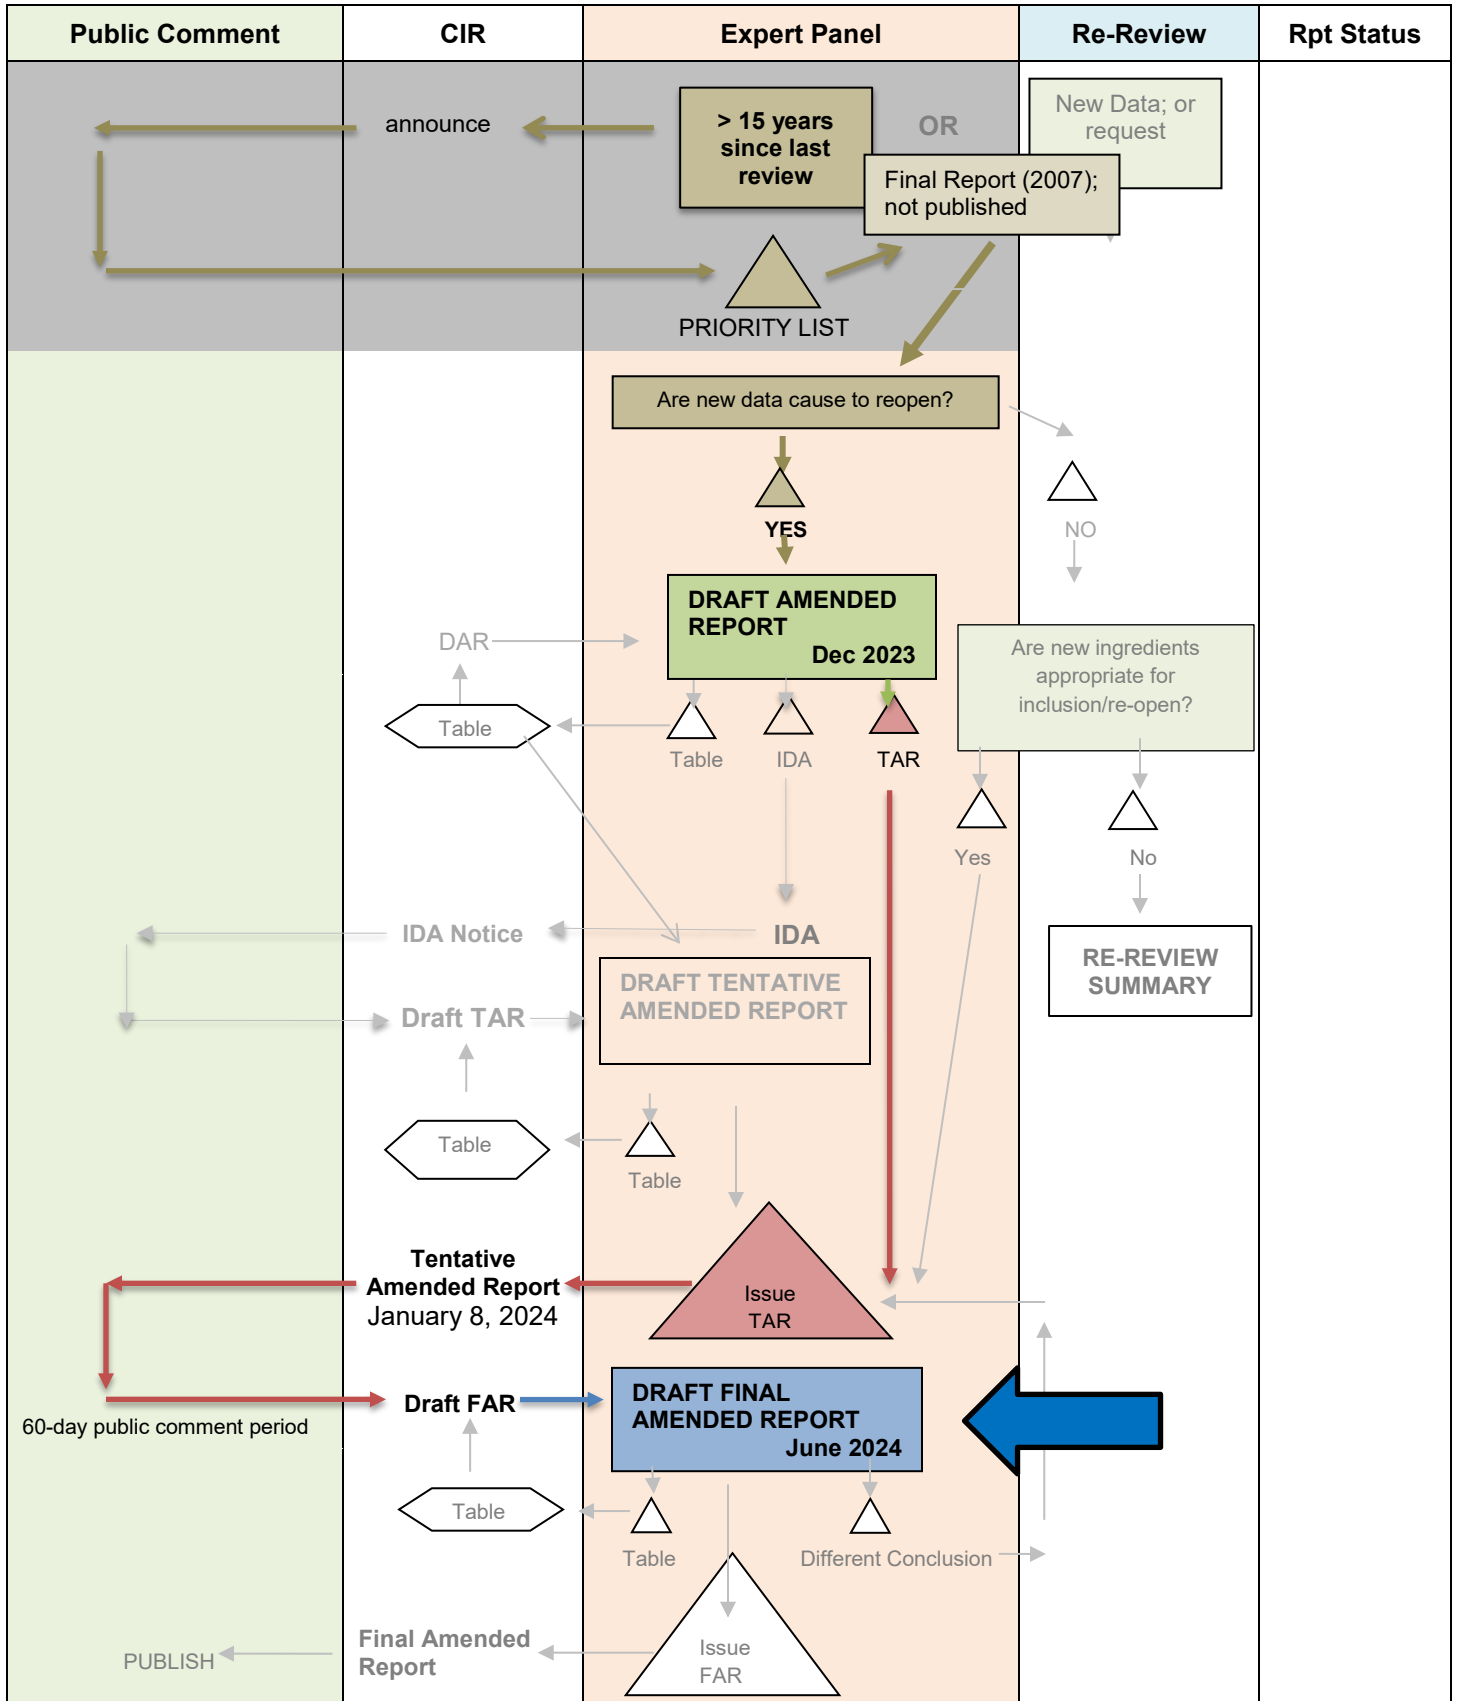 Public Comment
CIR
Expert Panel
Re-Review
Rpt Status
announce
> 15 years
since last
review
OR
New Data; or
request
Final Report (2007);
not published
PRIORITY LIST
Are new data cause to reopen?
YES
NO
DRAFT AMENDED
REPORT
Dec 2023
DAR
Table
Table
IDA
TAR
Are new ingredients
appropriate for
inclusion/re-open?
Yes
No
IDA Notice
IDA
RE-REVIEW
SUMMARY
DRAFT TENTATIVE
AMENDED REPORT
Draft TAR
Table
Table
Tentative
Amended Report
January 8, 2024
Issue
TAR
60-day public comment period
Draft FAR
DRAFT FINAL
AMENDED REPORT
June 2024
Table
Table
Different Conclusion
PUBLISH
Final Amended
Report
Issue
FAR